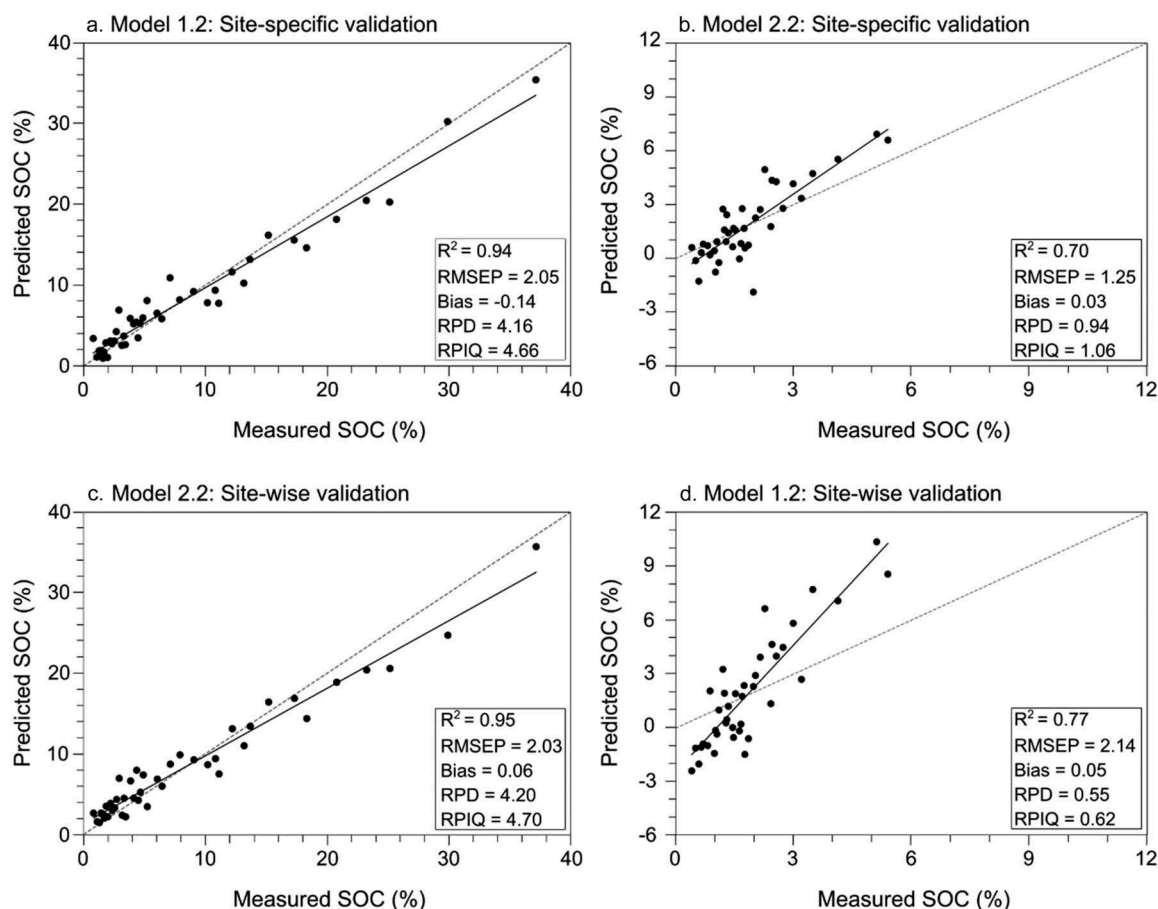 a. Model 1.2: Site-specific validation
40
30
20
10
0
Predicted SOC (%)
R² = 0.94
RMSEP = 2.05
Bias = -0.14
RPD = 4.16
RPIQ = 4.66
0 10 20 30 40
Measured SOC (%)
b. Model 2.2: Site-specific validation
12
9
6
3
0
-3
-6
Predicted SOC (%)
R² = 0.70
RMSEP = 1.25
Bias = 0.03
RPD = 0.94
RPIQ = 1.06
0 3 6 9 12
Measured SOC (%)
c. Model 2.2: Site-wise validation
40
30
20
10
0
Predicted SOC (%)
R² = 0.95
RMSEP = 2.03
Bias = 0.06
RPD = 4.20
RPIQ = 4.70
0 10 20 30 40
Measured SOC (%)
d. Model 1.2: Site-wise validation
12
9
6
3
0
-3
-6
Predicted SOC (%)
R² = 0.77
RMSEP = 2.14
Bias = 0.05
RPD = 0.55
RPIQ = 0.62
0 3 6 9 12
Measured SOC (%)